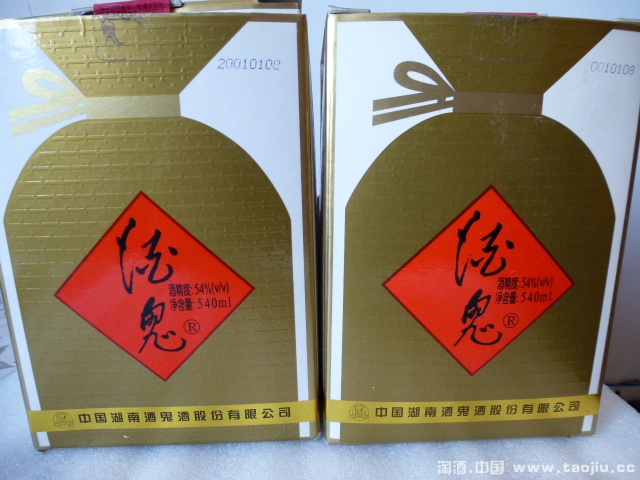 20010108
酒鬼®
酒精度:54%(v/v)
净含量:540ml
中国湖南酒鬼酒股份有限公司
0010108
酒鬼®
酒精度:54%(v/v)
净含量:540ml
中国湖南酒鬼酒股份有限公司
淘酒.中国 www.taojiu.cc